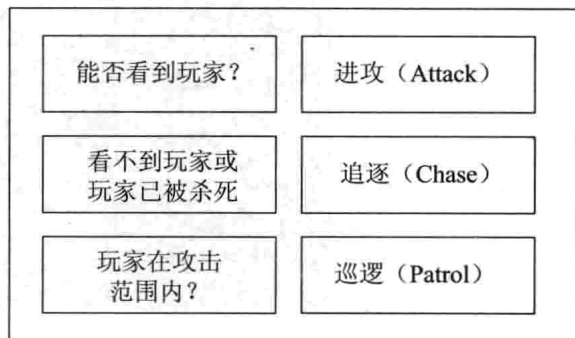 能否看到玩家？
进攻（Attack）
看不到玩家或
玩家已被杀死
追逐（Chase）
玩家在攻击
范围内？
巡逻（Patrol）